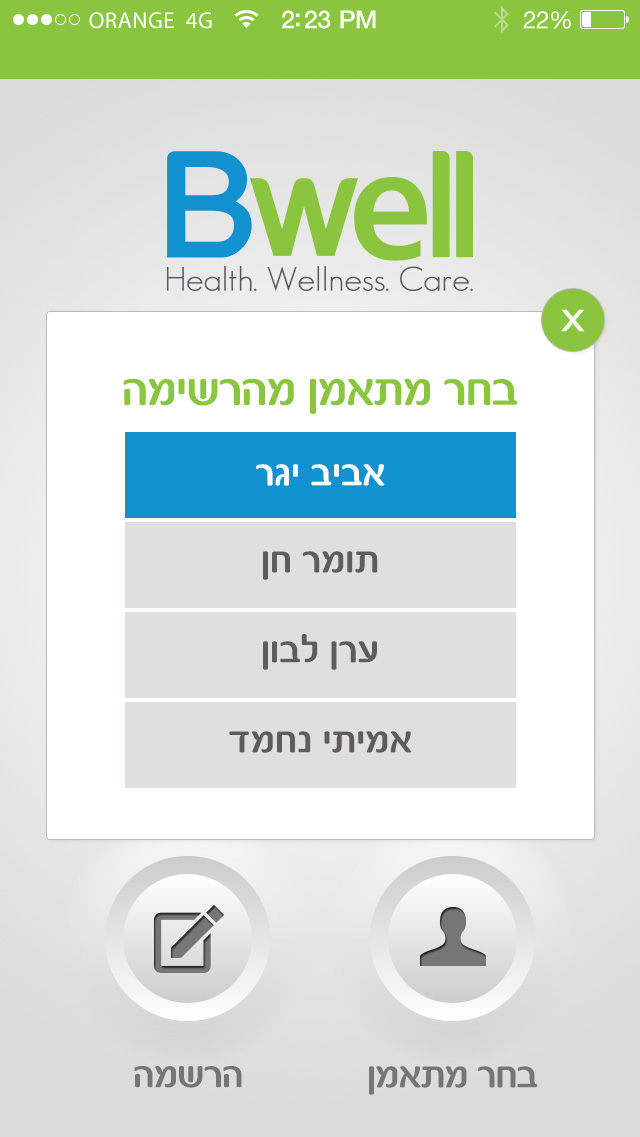 ORANGE 4G 2:23 PM 22%
Bwell
Health. Wellness. Care.
X
בחר מתאמן מהרשימה
אביב יגר
תומר חן
ערן לבון
אמיתי נחמד
בחר מתאמן
הרשמה